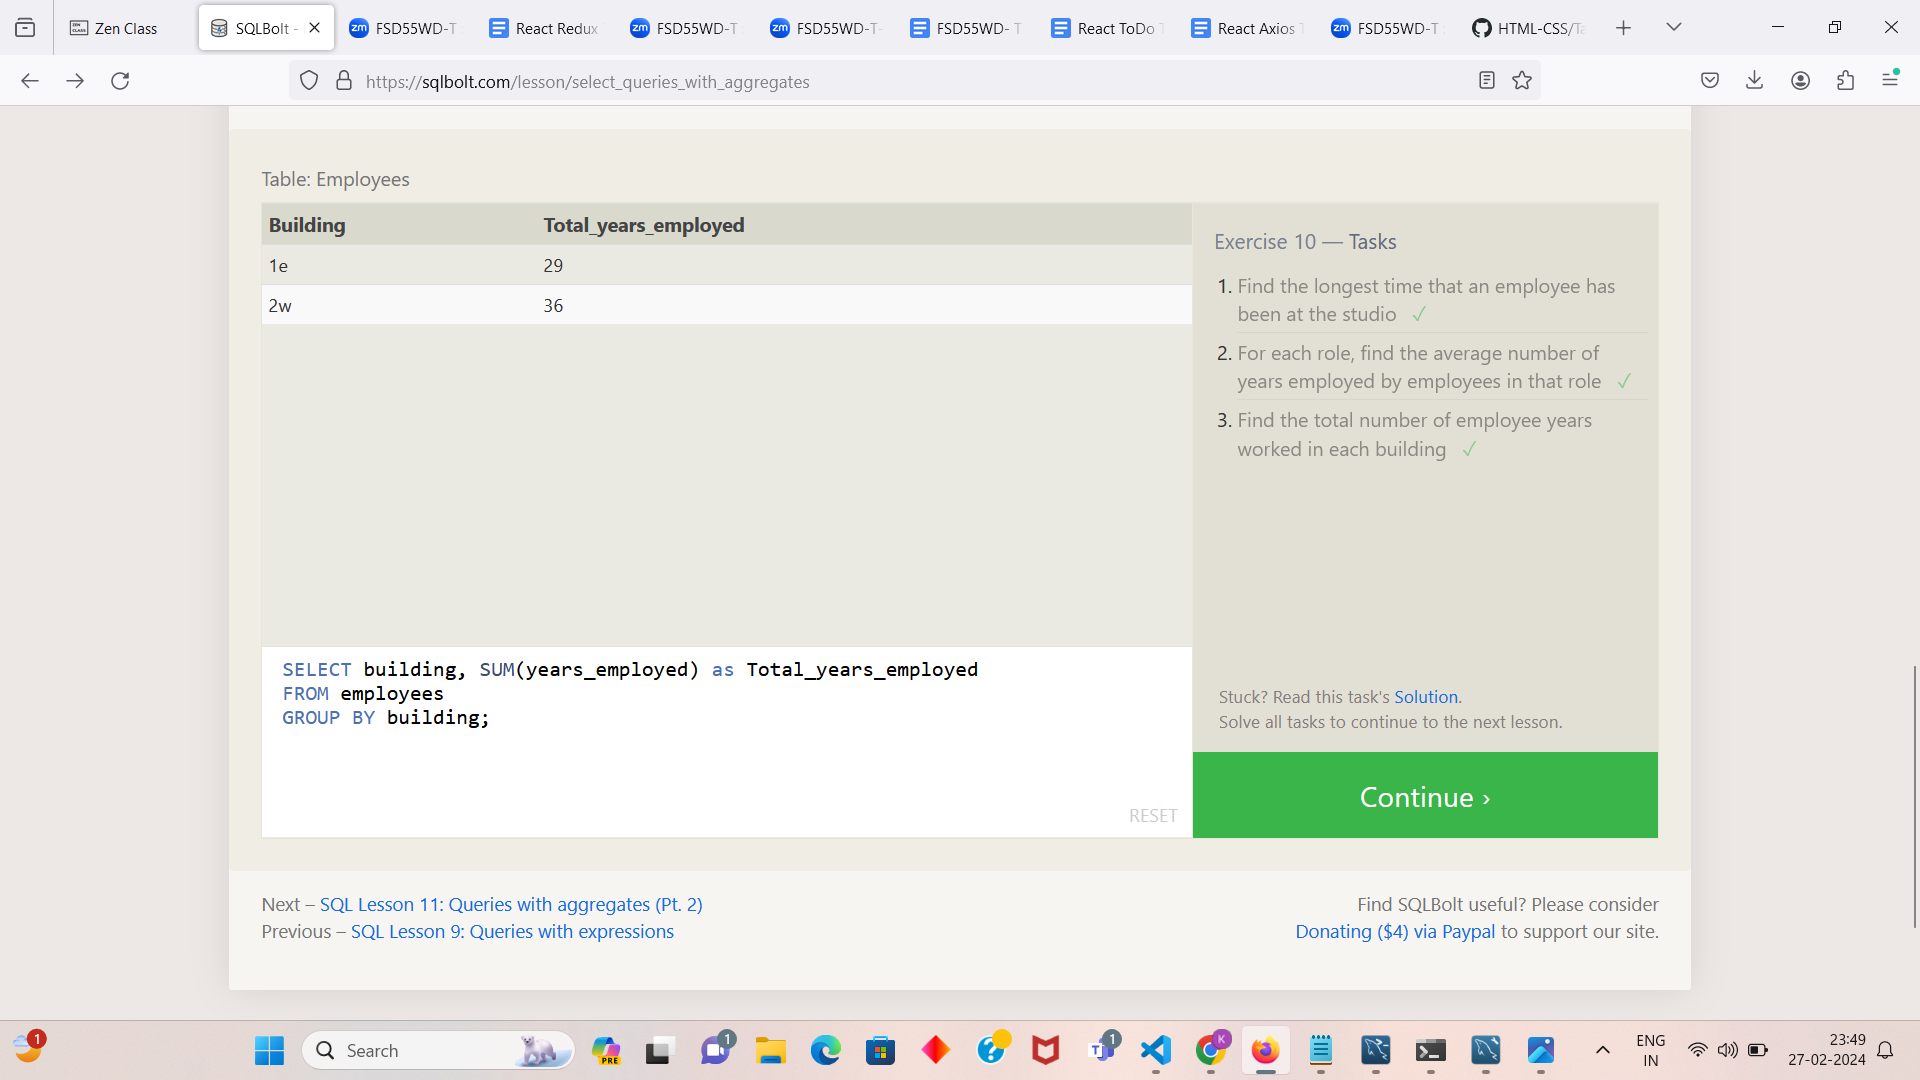 Zen Class
SQLBolt -
FSD55WD-T
React Redux
FSD55WD-T
FSD55WD-T-
FSD55WD- T
React ToDo T
React Axios T
FSD55WD-T
HTML-CSS/Ta
https://sqlbolt.com/lesson/select_queries_with_aggregates
Table: Employees
Building Total_years_employed
1e 29
2w 36
Exercise 10 — Tasks
1. Find the longest time that an employee has
been at the studio ✓
2. For each role, find the average number of
years employed by employees in that role ✓
3. Find the total number of employee years
worked in each building ✓
SELECT building, SUM(years_employed) as Total_years_employed
FROM employees
GROUP BY building;
RESET
Stuck? Read this task's Solution.
Solve all tasks to continue to the next lesson.
Continue ›
Next – SQL Lesson 11: Queries with aggregates (Pt. 2)
Previous – SQL Lesson 9: Queries with expressions
Find SQLBolt useful? Please consider
Donating ($4) via Paypal to support our site.
1
Search
PRE
1
1
K
ENG
IN
23:49
27-02-2024